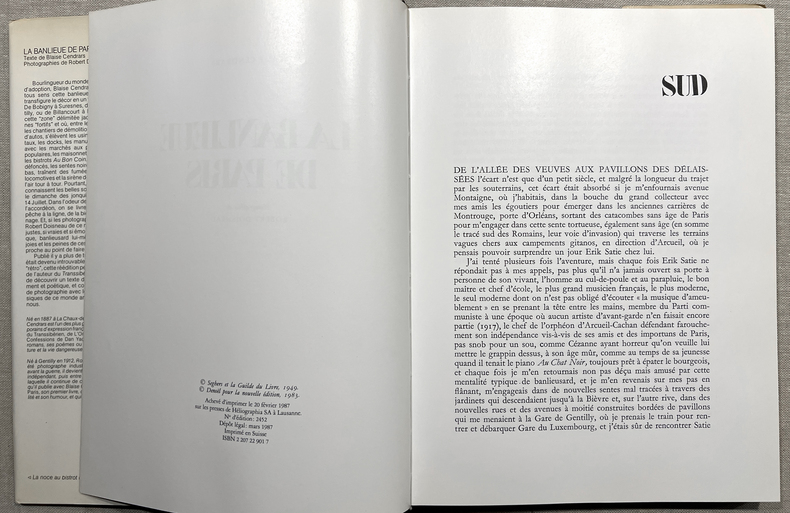 LA BANLIEUE DE PAR
Texte de Blaise Cendrars
Photographies de Robert D
Bourlingueur du monde
d'adoption, Blaise Cendra
tous sens cette banlieue
transfigure le décor en un
De Bobigny à Suresnes, d
tilly, ou de Billancourt à
cette "zone" délimitée jac
nes "fortifs" et où, entre le
les chantiers de démoliti
d'autos, s'élèvent les usin
taux, les docks, les manu
avec les marchés aux p
populaires, les maisonnet
les bistrots Au Bon Coin,
défoncés, les sentes noire
bas, traînent des fumée
locomotives et la sirène d
l'air tour à tour. Pourtant,
connaissent les belles sc
le dimanche des jonqui
14 Juillet. Dans l'odeur de
l'accordéon, on se livre
pêche à la ligne, de la b
nage. Et, si les photograp
Robert Doisneau de ce r
justes, si vraies et si émo
que, banlieusard lui-m
joies et les peines de ces
proche au point de faire
Publié il y a plus de t
était devenu introuvable
"rétro", cette réédition pe
de l'auteur du Transsibé
de découvrir un texte d
ment et poétique, et co
de photographie avec l
siques de ce monde ar
nous.
Né en 1887 à La Chaux-d
Cendrars est l'un des plus
porains d'expression franç
du Transsibérien, de L'Or
Confessions de Dan Yac
romans, ses poèmes ou
ture et la vie dangereuse
Né à Gentilly en 1912, Ro
été photographe industi
avant la guerre, il devient
indépendant, puis entre
laquelle il continue de c
qu'il publie avec Blaise
Paris, son premier livre,
lité et son humour, et qui
«La noce au bistrot
© Seghers et la Guilde du Livre, 1949.
© Denoël pour la nouvelle édition, 1983.
Achevé d'imprimer le 20 février 1987
sur les presses de Héliographia SA à Lausanne.
N° d'édition: 2452
Dépôt légal: mars 1987
Imprimé en Suisse
ISBN 2 207 22 901 7
SUD
DE L'ALLÉE DES VEUVES AUX PAVILLONS DES DÉLAIS-
SÉES l'écart n'est que d'un petit siècle, et malgré la longueur du trajet
par les souterrains, cet écart était absorbé si je m'enfournais avenue
Montaigne, où j'habitais, dans la bouche du grand collecteur avec
mes amis les égoutiers pour émerger dans les anciennes carrières de
Montrouge, porte d'Orléans, sortant des catacombes sans âge de Paris
pour m'engager dans cette sente tortueuse, également sans âge (en somme
le tracé sud des Romains, leur voie d'invasion) qui traverse les terrains
vagues chers aux campements gitanos, en direction d'Arcueil, où je
pensais pouvoir surprendre un jour Erik Satie chez lui.
J'ai tenté plusieurs fois l'aventure, mais chaque fois Erik Satie ne
répondait pas à mes appels, pas plus qu'il n'a jamais ouvert sa porte à
personne de son vivant, l'homme au cul-de-poule et au parapluie, le bon
maître et chef d'école, le plus grand musicien français, le plus moderne,
le seul moderne dont on n'est pas obligé d'écouter « la musique d'ameu-
blement » en se prenant la tête entre les mains, membre du Parti com-
muniste à une époque où aucun artiste d'avant-garde n'en faisait encore
partie (1917), le chef de l'orphéon d'Arcueil-Cachan défendant farouche-
ment son indépendance vis-à-vis de ses amis et des importuns de Paris,
pas snob pour un sou, comme Cézanne ayant horreur qu'on veuille lui
mettre le grappin dessus, à son âge mûr, comme au temps de sa jeunesse
quand il tenait le piano Au Chat Noir, toujours prêt à épater le bourgeois,
et chaque fois je m'en retournais non pas déçu mais amusé par cette
mentalité typique de banlieusard, et je m'en revenais sur mes pas en
flânant, m'engageais dans de nouvelles sentes mal tracées à travers des
jardinets qui descendaient jusqu'à la Bièvre et, sur l'autre rive, dans des
nouvelles rues et des avenues à moitié construites bordées de pavillons
qui me menaient à la Gare de Gentilly, où je prenais le train pour ren-
trer et débarquer Gare du Luxembourg, et j'étais sûr de rencontrer Satie